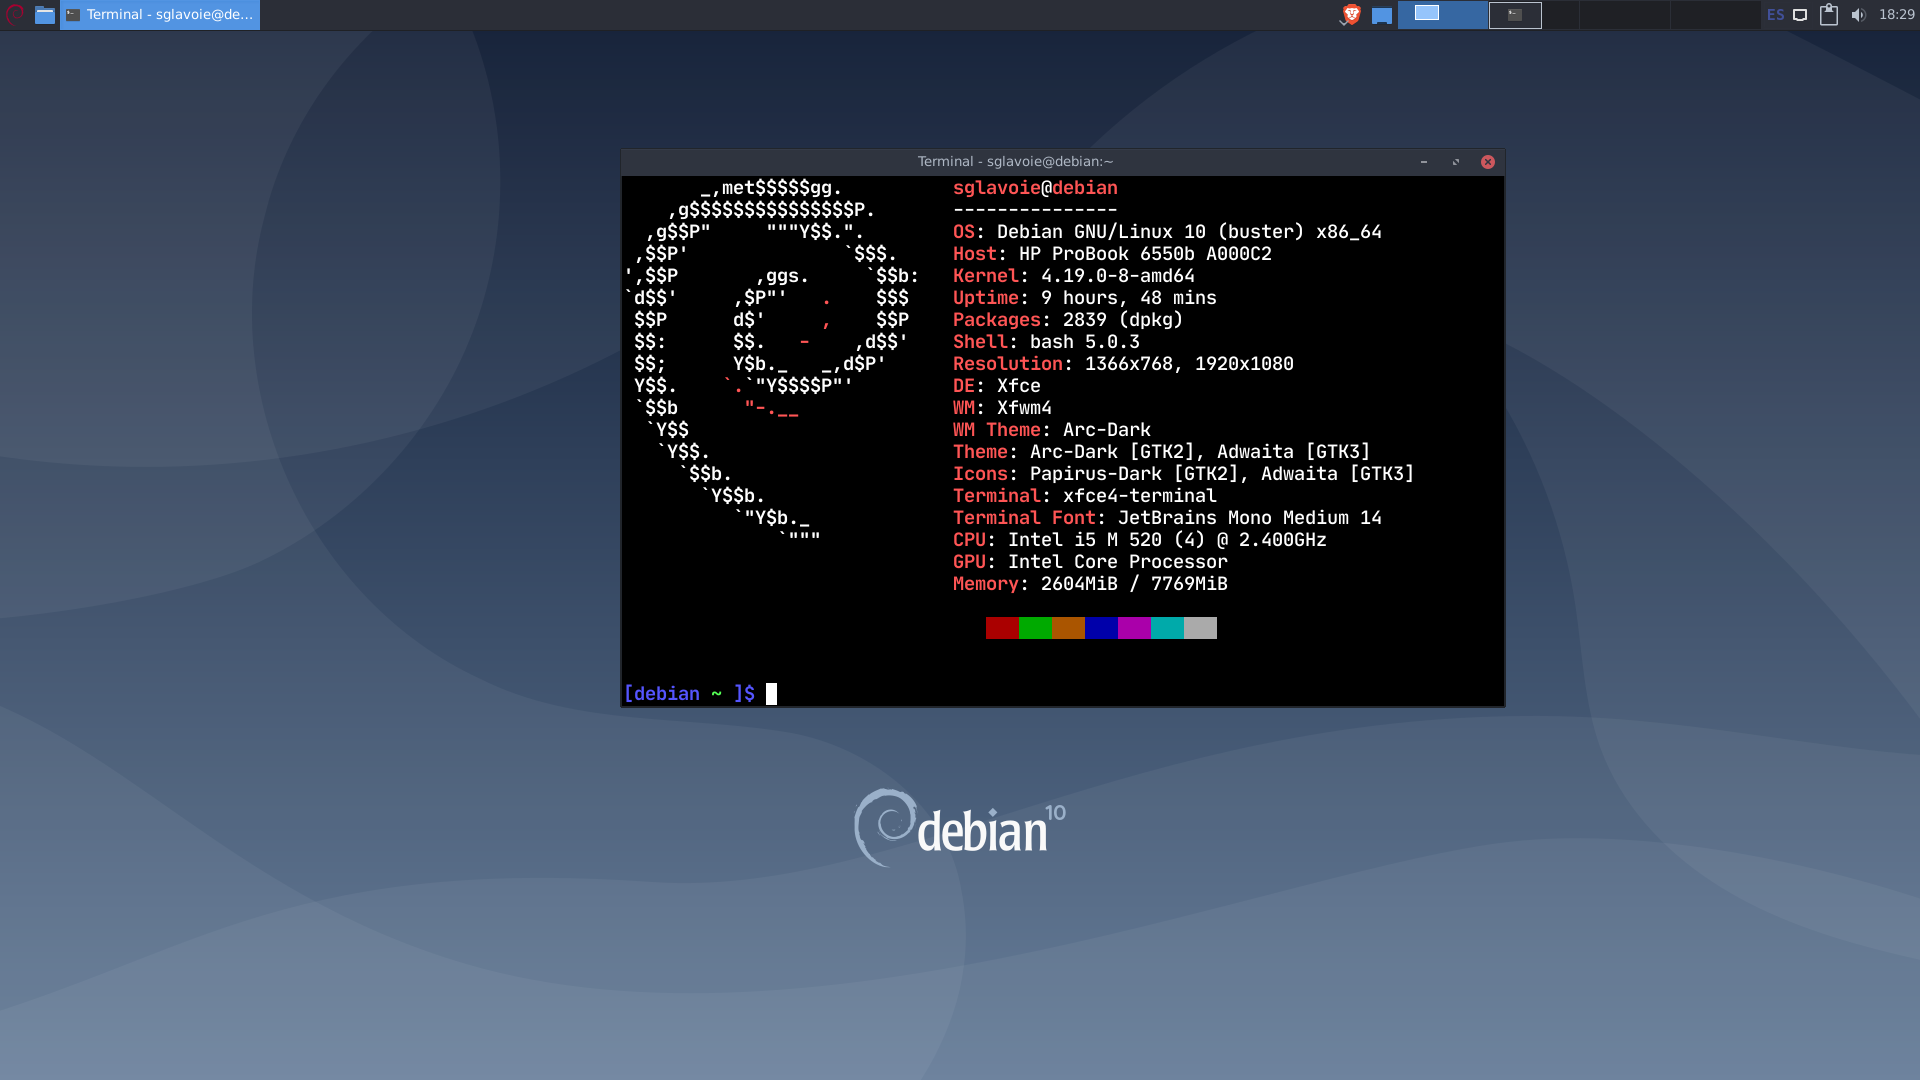 Terminal - sglavoie@de...
ES
18:29
Terminal - sglavoie@debian:~
       _,met$$$$$gg.
    ,g$$$$$$$$$$$$$$$P.
  ,g$$P"     """Y$$.".
 ,$$P'              `$$$.
',$$P       ,ggs.     `$$b:
`d$$'     ,$P"'   .    $$$
 $$P      d$'     ,    $$P
 $$:      $$.   -    ,d$$'
 $$;      Y$b._   _,d$P'
 Y$$.    `.`"Y$$$$P"'
 `$$b      "-.__
  `Y$$
   `Y$$.
     `$$b.
       `Y$$b.
          `"Y$b._
              `"""
sglavoie@debian
---------------
OS: Debian GNU/Linux 10 (buster) x86_64
Host: HP ProBook 6550b A000C2
Kernel: 4.19.0-8-amd64
Uptime: 9 hours, 48 mins
Packages: 2839 (dpkg)
Shell: bash 5.0.3
Resolution: 1366x768, 1920x1080
DE: Xfce
WM: Xfwm4
WM Theme: Arc-Dark
Theme: Arc-Dark [GTK2], Adwaita [GTK3]
Icons: Papirus-Dark [GTK2], Adwaita [GTK3]
Terminal: xfce4-terminal
Terminal Font: JetBrains Mono Medium 14
CPU: Intel i5 M 520 (4) @ 2.400GHz
GPU: Intel Core Processor
Memory: 2604MiB / 7769MiB
[debian ~ ]$
debian 10